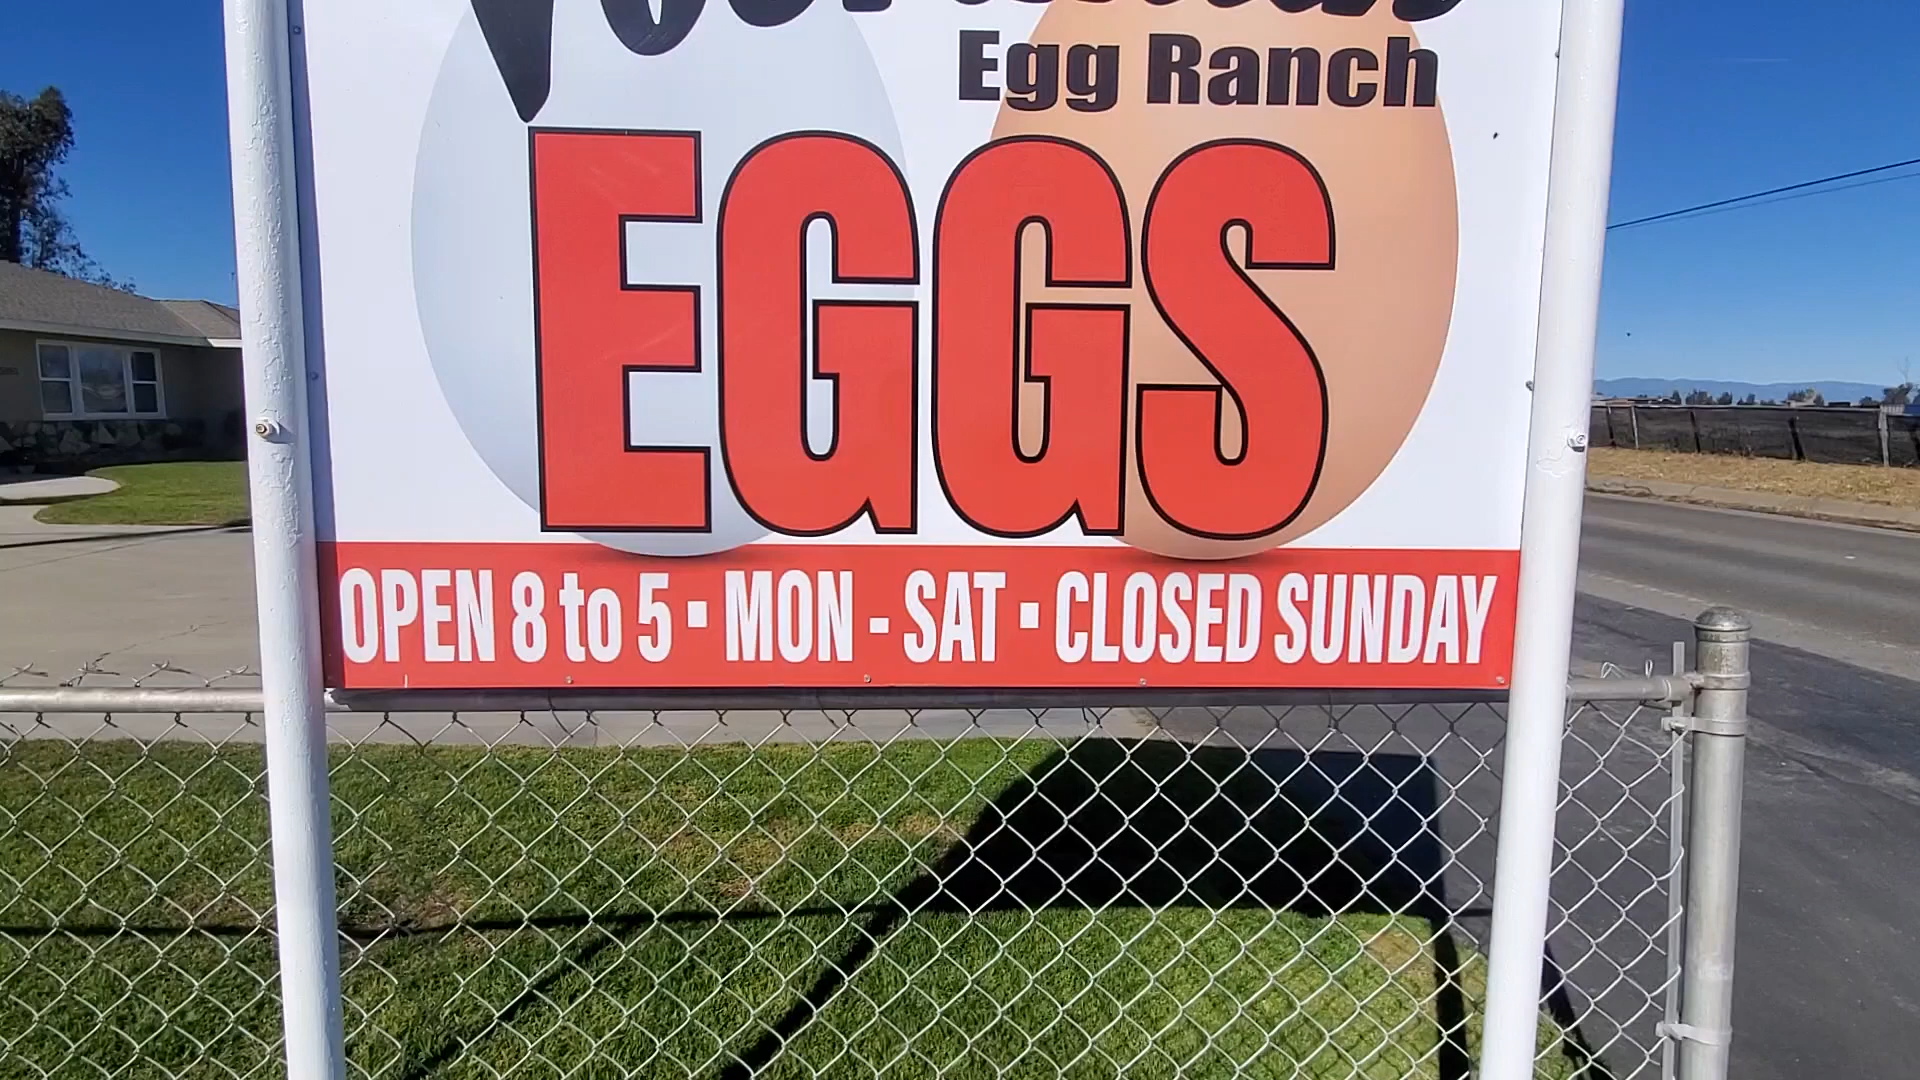 Egg Ranch
EGGS
OPEN 8 to 5 ▪ MON - SAT ▪ CLOSED SUNDAY